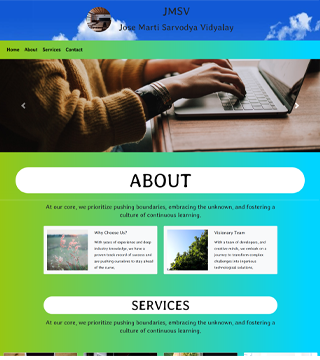 JMSV
Jose Marti Sarvodya Vidyalay
Home About Services Contact
ABOUT
At our core, we prioritize pushing boundaries, embracing the unknown, and fostering a
culture of continuous learning.
Why Choose Us?
With years of experience and deep
industry knowledge, we have a
proven track record of success and
are pushing ourselves to stay ahead
of the curve.
Visionary Team
With a team of developers, and
creative minds, we embark on a
journey to transform complex
challenges into ingenious
technological solutions.
SERVICES
At our core, we prioritize pushing boundaries, embracing the unknown, and fostering a
culture of continuous learning.